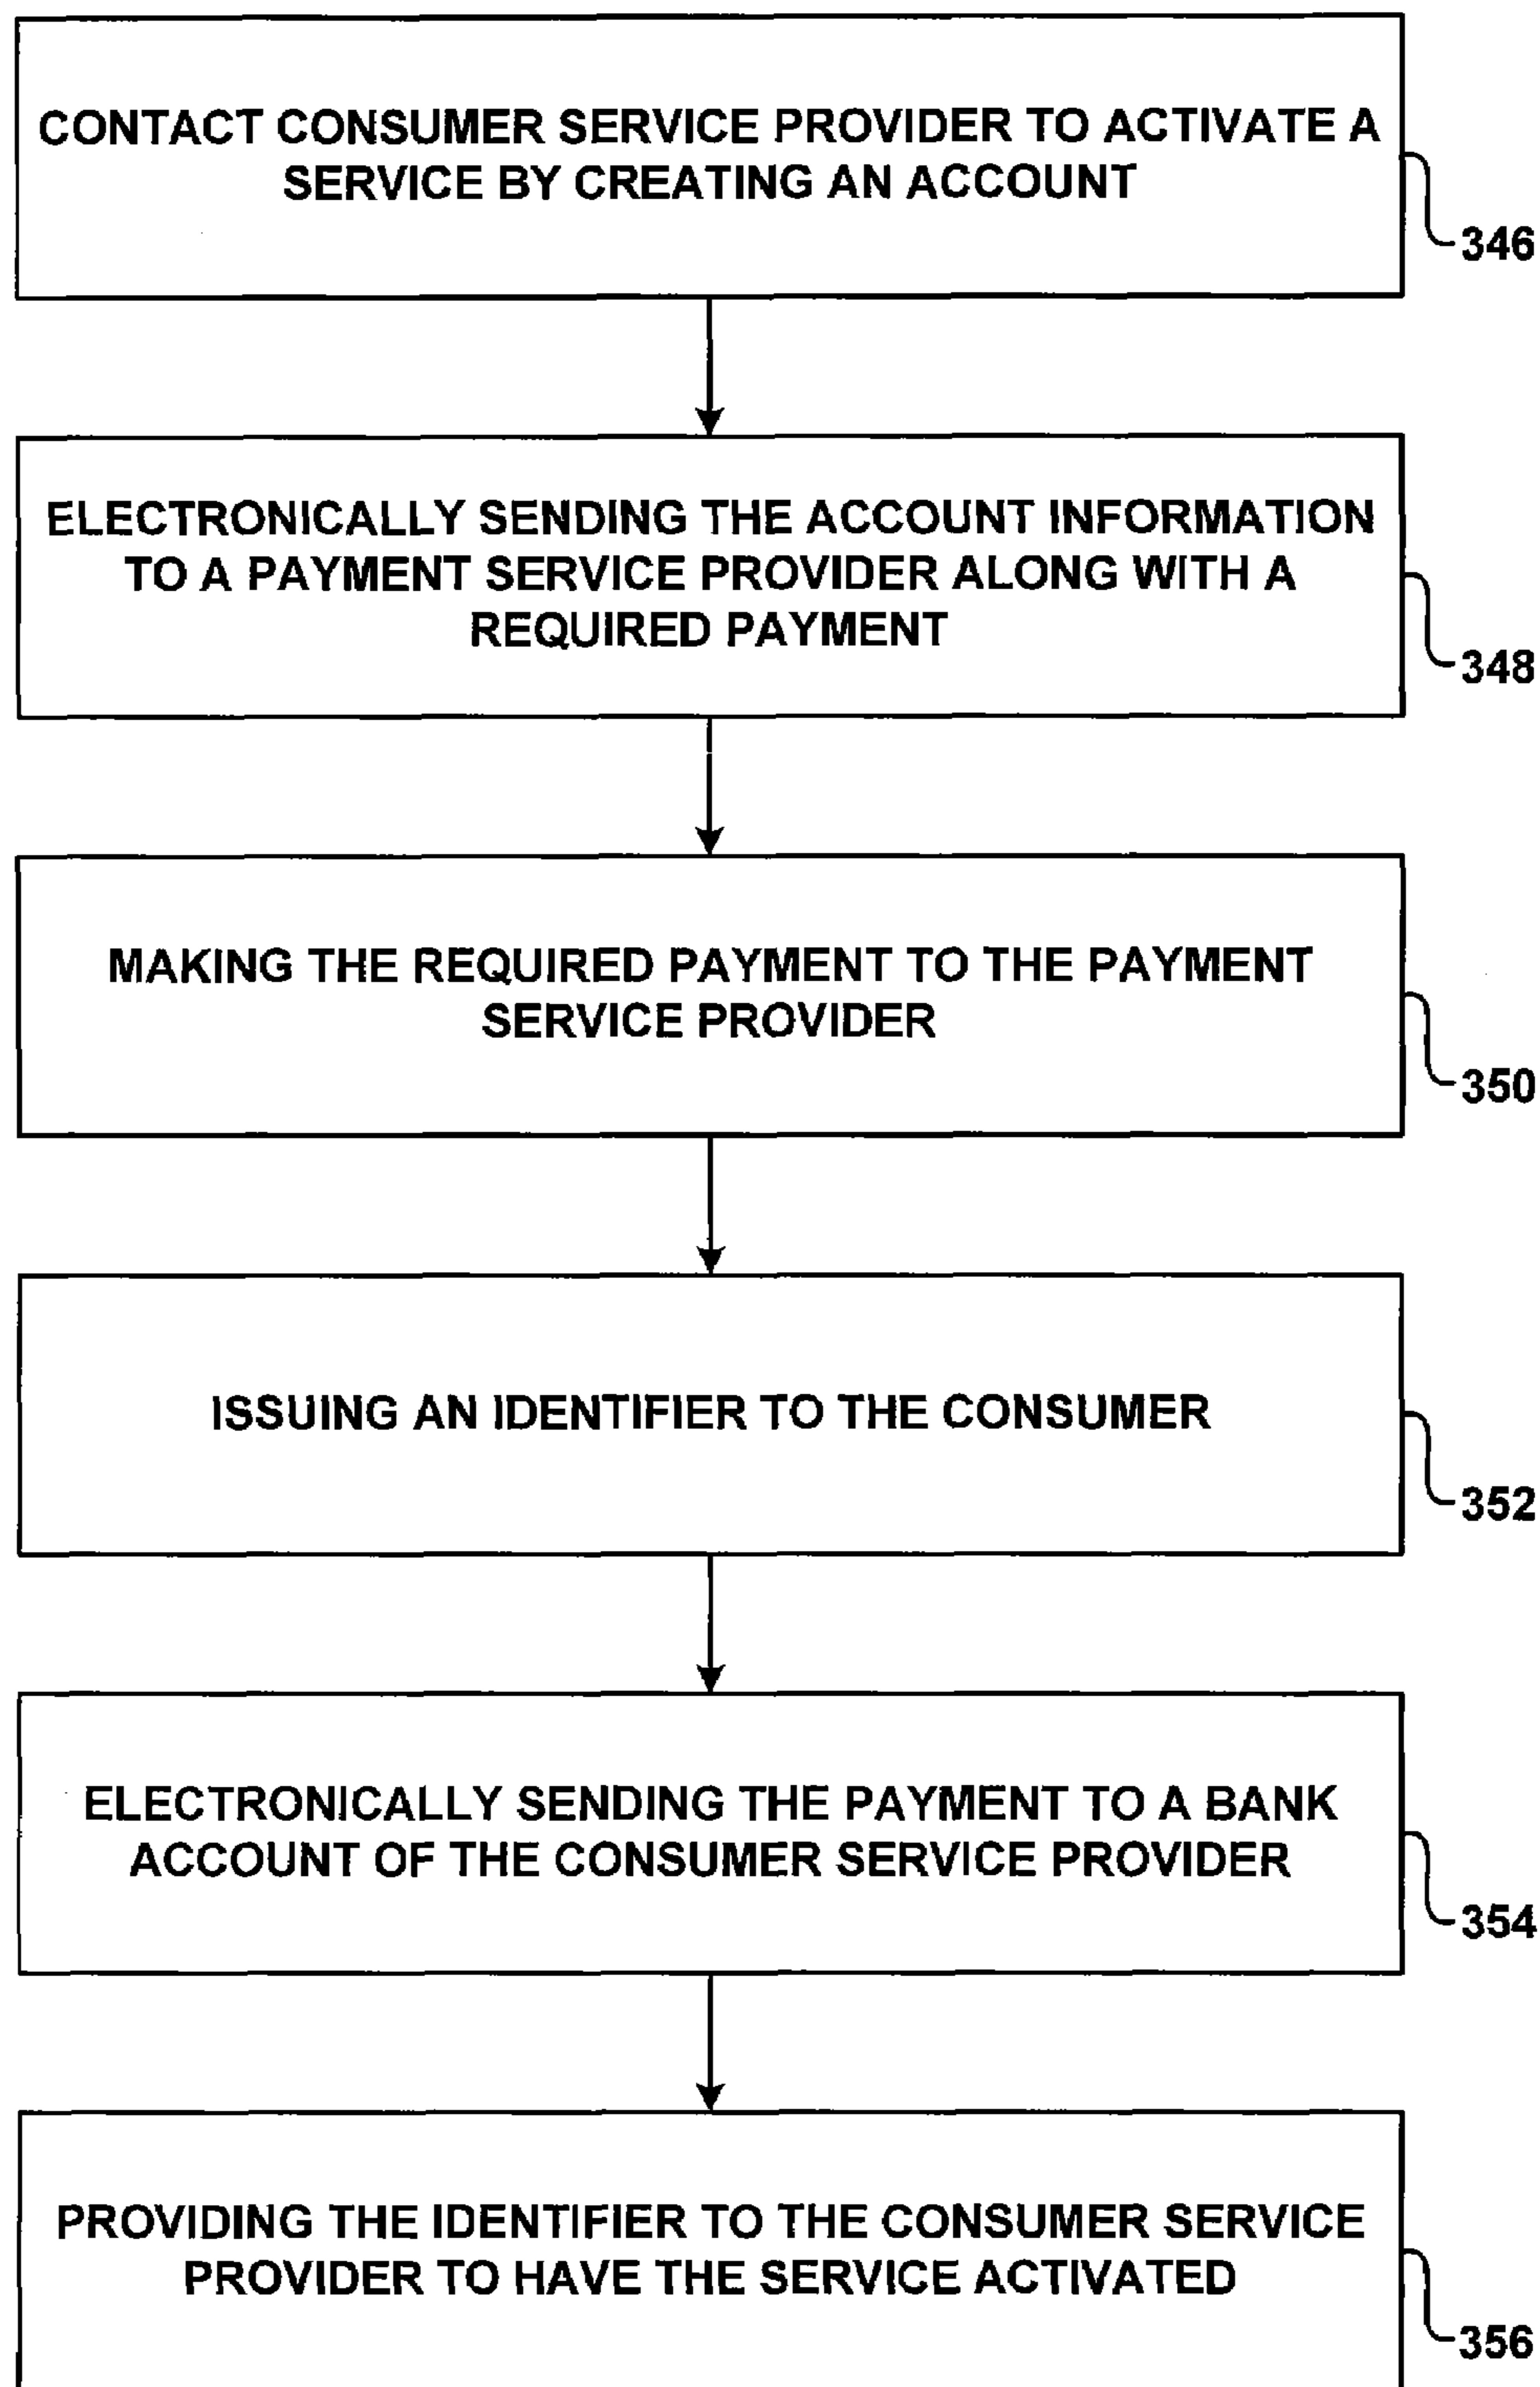 CONTACT CONSUMER SERVICE PROVIDER TO ACTIVATE A
SERVICE BY CREATING AN ACCOUNT
346
ELECTRONICALLY SENDING THE ACCOUNT INFORMATION
TO A PAYMENT SERVICE PROVIDER ALONG WITH A
REQUIRED PAYMENT
348
MAKING THE REQUIRED PAYMENT TO THE PAYMENT
SERVICE PROVIDER
350
ISSUING AN IDENTIFIER TO THE CONSUMER
352
ELECTRONICALLY SENDING THE PAYMENT TO A BANK
ACCOUNT OF THE CONSUMER SERVICE PROVIDER
354
PROVIDING THE IDENTIFIER TO THE CONSUMER SERVICE
PROVIDER TO HAVE THE SERVICE ACTIVATED
356